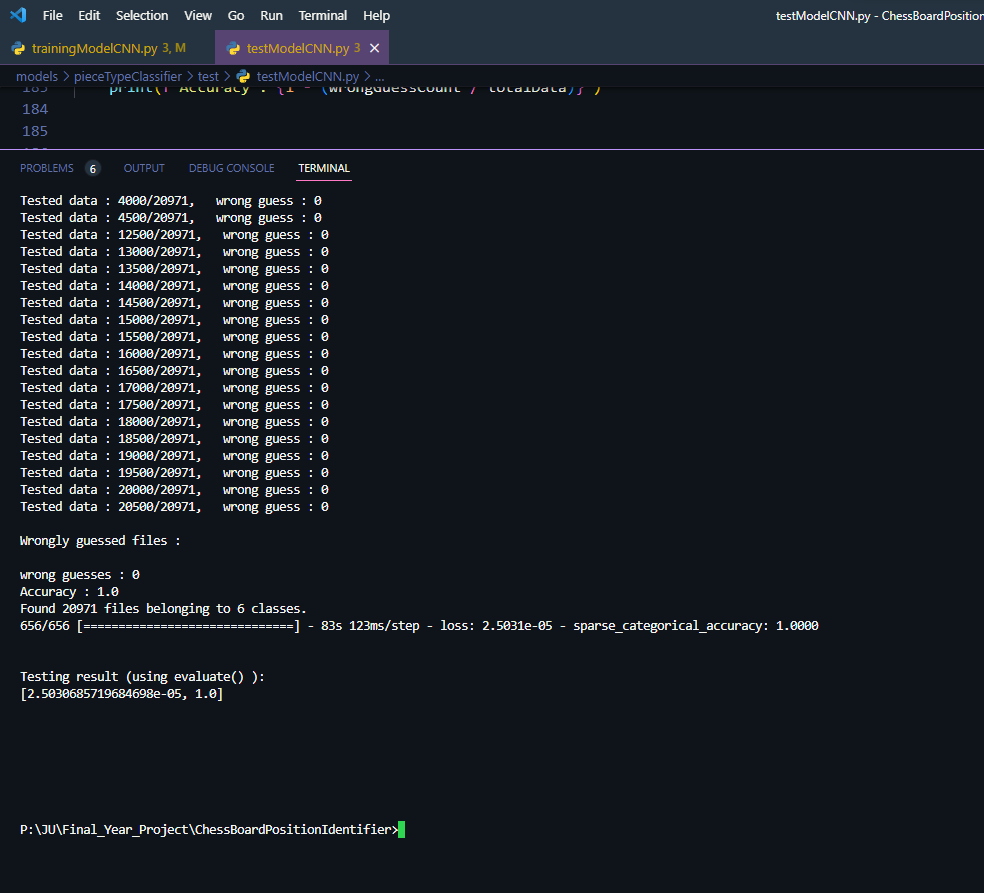 File Edit Selection View Go Run Terminal Help testModelCNN.py - ChessBoardPosition
trainingModelCNN.py 3, M testModelCNN.py 3
models > pieceTypeClassifier > test > testModelCNN.py > ...
183 print(f"Accuracy : {1 - (wrongGuessCount / totalData)}")
184
185
PROBLEMS 6 OUTPUT DEBUG CONSOLE TERMINAL
Tested data : 4000/20971, wrong guess : 0
Tested data : 4500/20971, wrong guess : 0
Tested data : 12500/20971, wrong guess : 0
Tested data : 13000/20971, wrong guess : 0
Tested data : 13500/20971, wrong guess : 0
Tested data : 14000/20971, wrong guess : 0
Tested data : 14500/20971, wrong guess : 0
Tested data : 15000/20971, wrong guess : 0
Tested data : 15500/20971, wrong guess : 0
Tested data : 16000/20971, wrong guess : 0
Tested data : 16500/20971, wrong guess : 0
Tested data : 17000/20971, wrong guess : 0
Tested data : 17500/20971, wrong guess : 0
Tested data : 18000/20971, wrong guess : 0
Tested data : 18500/20971, wrong guess : 0
Tested data : 19000/20971, wrong guess : 0
Tested data : 19500/20971, wrong guess : 0
Tested data : 20000/20971, wrong guess : 0
Tested data : 20500/20971, wrong guess : 0
Wrongly guessed files :
wrong guesses : 0
Accuracy : 1.0
Found 20971 files belonging to 6 classes.
656/656 [==============================] - 83s 123ms/step - loss: 2.5031e-05 - sparse_categorical_accuracy: 1.0000
Testing result (using evaluate() ):
[2.5030685719684698e-05, 1.0]
P:\JU\Final_Year_Project\ChessBoardPositionIdentifier>